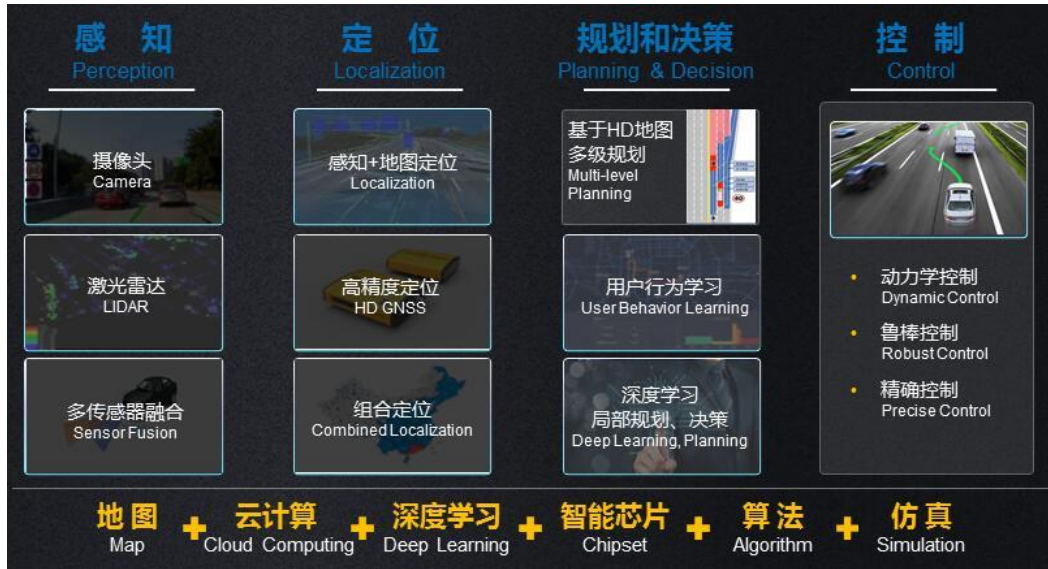 感 知
Perception
定 位
Localization
规划和决策
Planning & Decision
控 制
Control
摄像头
Camera
激光雷达
LIDAR
多传感器融合
Sensor Fusion
感知+地图定位
Localization
高精度定位
HD GNSS
组合定位
Combined Localization
基于HD地图
多级规划
Multi-level
Planning
用户行为学习
User Behavior Learning
深度学习
局部规划、决策
Deep Learning, Planning
• 动力学控制
Dynamic Control
• 鲁棒控制
Robust Control
• 精确控制
Precise Control
地 图 + 云计算 + 深度学习 + 智能芯片 + 算 法 + 仿 真
Map Cloud Computing Deep Learning Chipset Algorithm Simulation